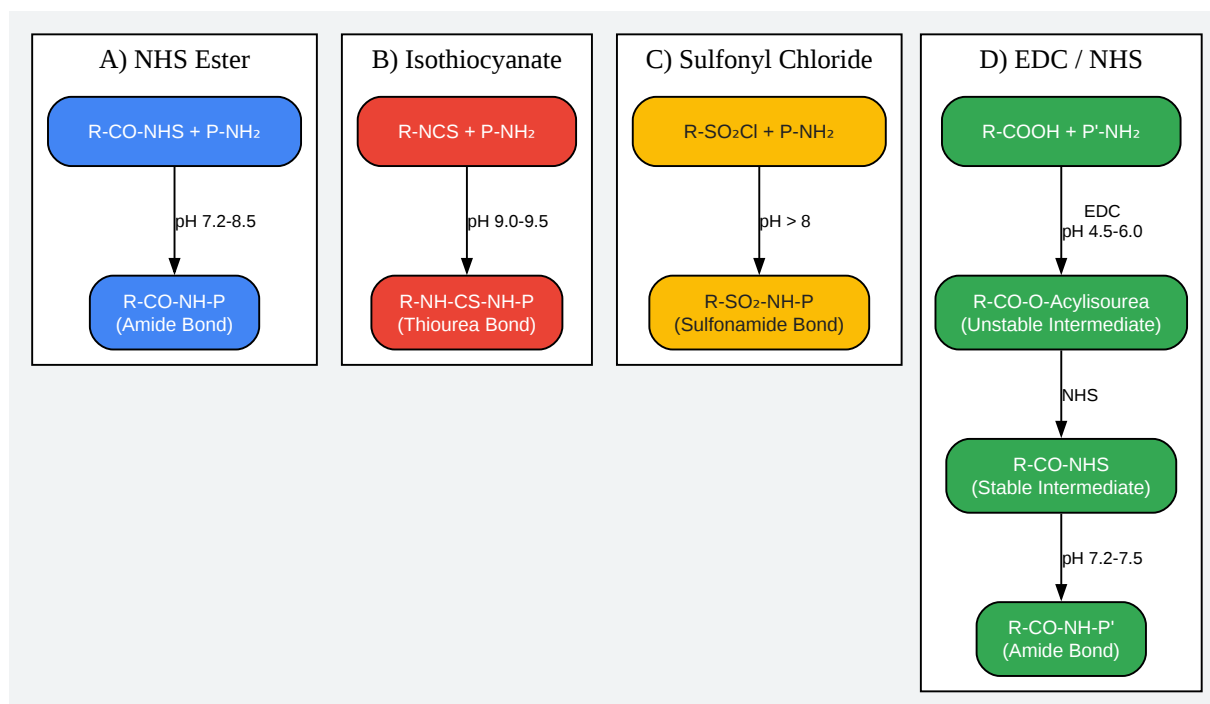 A) NHS Ester
R-CO-NHS + P-NH₂
pH 7.2-8.5
R-CO-NH-P
(Amide Bond)
B) Isothiocyanate
R-NCS + P-NH₂
pH 9.0-9.5
R-NH-CS-NH-P
(Thiourea Bond)
C) Sulfonyl Chloride
R-SO₂Cl + P-NH₂
pH > 8
R-SO₂-NH-P
(Sulfonamide Bond)
D) EDC / NHS
R-COOH + P'-NH₂
EDC
pH 4.5-6.0
R-CO-O-Acylisourea
(Unstable Intermediate)
NHS
R-CO-NHS
(Stable Intermediate)
pH 7.2-7.5
R-CO-NH-P'
(Amide Bond)